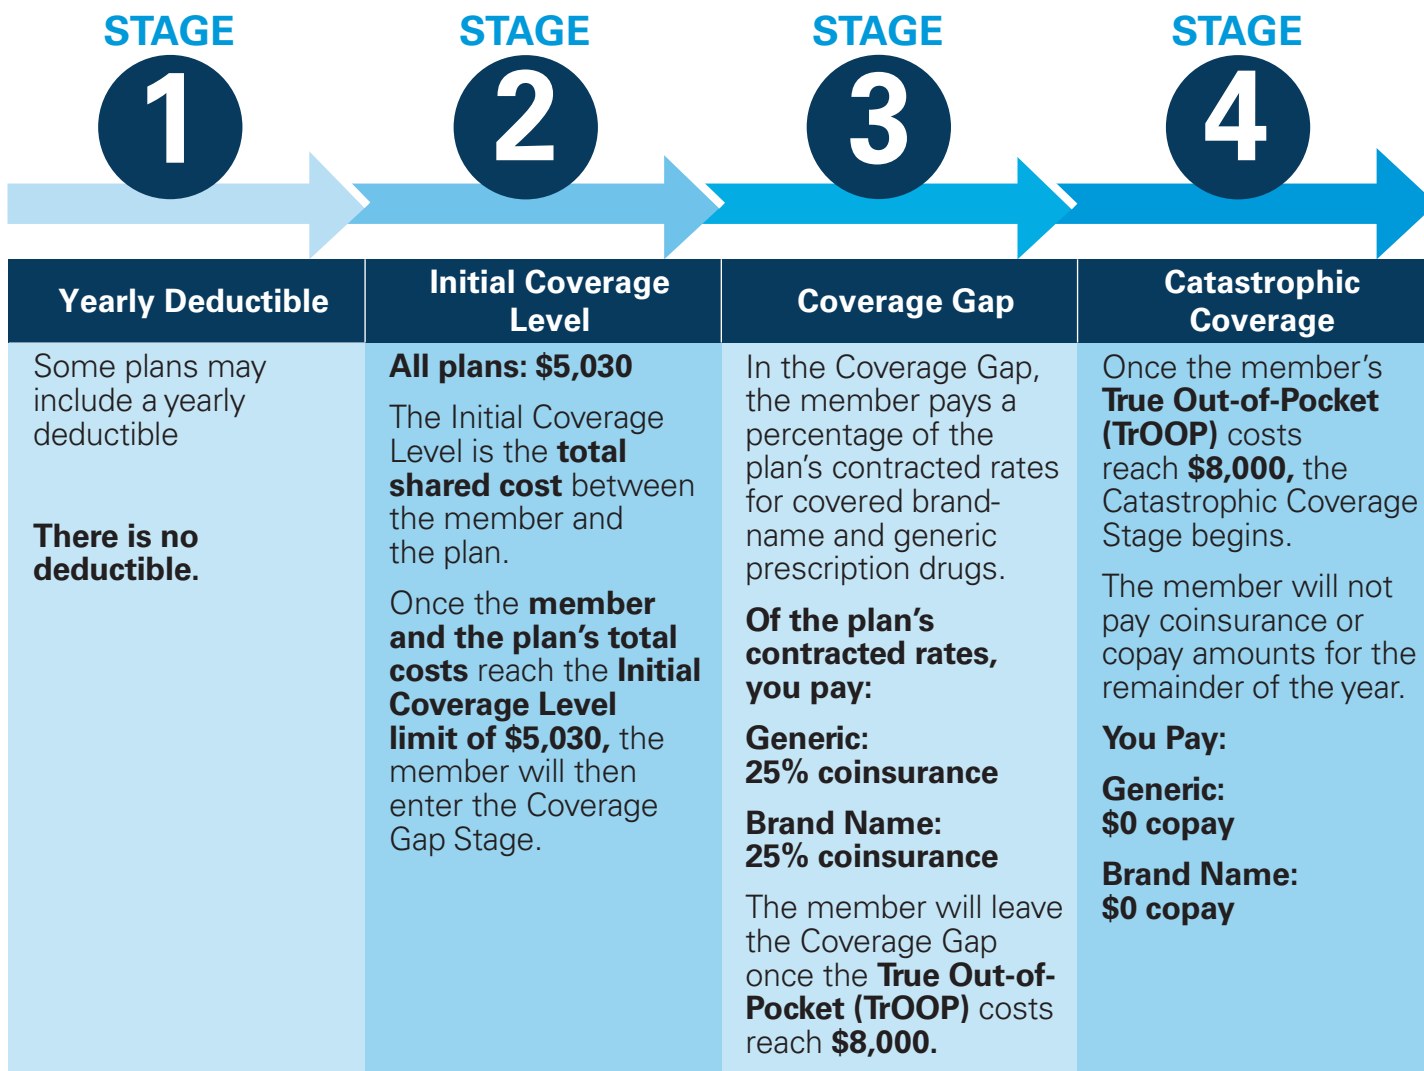 STAGE
1
STAGE
2
STAGE
3
STAGE
4
Yearly Deductible
Some plans may
include a yearly
deductible
There is no
deductible.
Initial Coverage
Level
All plans: $5,030
The Initial Coverage
Level is the total
shared cost between
the member and
the plan.
Once the member
and the plan’s total
costs reach the Initial
Coverage Level
limit of $5,030, the
member will then
enter the Coverage
Gap Stage.
Coverage Gap
In the Coverage Gap,
the member pays a
percentage of the
plan’s contracted rates
for covered brand-
name and generic
prescription drugs.
Of the plan’s
contracted rates,
you pay:
Generic:
25% coinsurance
Brand Name:
25% coinsurance
The member will leave
the Coverage Gap
once the True Out-of-
Pocket (TrOOP) costs
reach $8,000.
Catastrophic
Coverage
Once the member’s
True Out-of-Pocket
(TrOOP) costs
reach $8,000, the
Catastrophic Coverage
Stage begins.
The member will not
pay coinsurance or
copay amounts for the
remainder of the year.
You Pay:
Generic:
$0 copay
Brand Name:
$0 copay